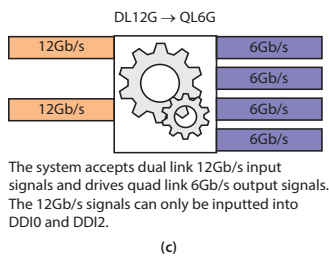 DL12G → QL6G
12Gb/s
6Gb/s
6Gb/s
12Gb/s
6Gb/s
6Gb/s
The system accepts dual link 12Gb/s input
signals and drives quad link 6Gb/s output signals.
The 12Gb/s signals can only be inputted into
DDI0 and DDI2.
(c)